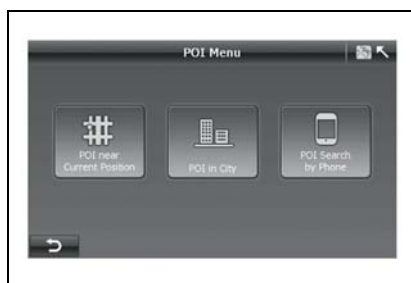 POI Menu
POI near
Current Position
POI in City
POI Search
by Phone